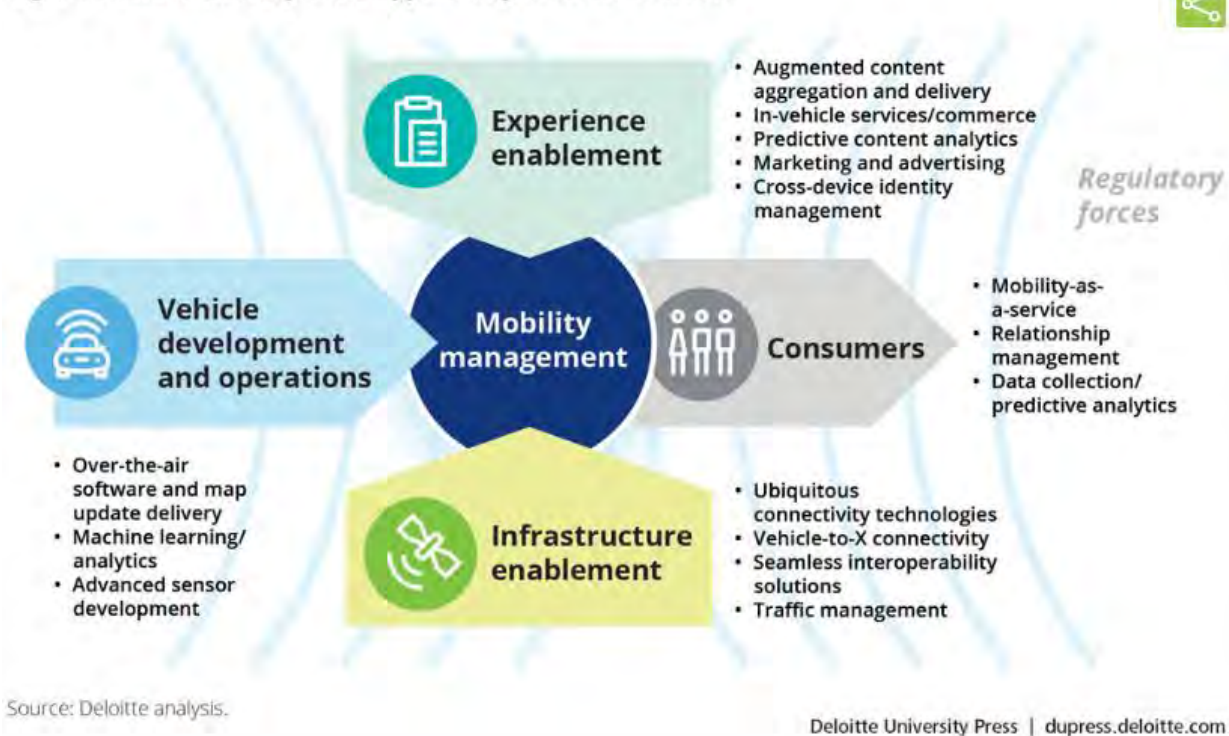 Experience
enablement
• Augmented content
aggregation and delivery
• In-vehicle services/commerce
• Predictive content analytics
• Marketing and advertising
• Cross-device identity
management
Regulatory
forces
Vehicle
development
and operations
• Over-the-air
software and map
update delivery
• Machine learning/
analytics
• Advanced sensor
development
Mobility
management
Consumers
• Mobility-as-
a-service
• Relationship
management
• Data collection/
predictive analytics
Infrastructure
enablement
• Ubiquitous
connectivity technologies
• Vehicle-to-X connectivity
• Seamless interoperability
solutions
• Traffic management
Source: Deloitte analysis.
Deloitte University Press | dupress.deloitte.com